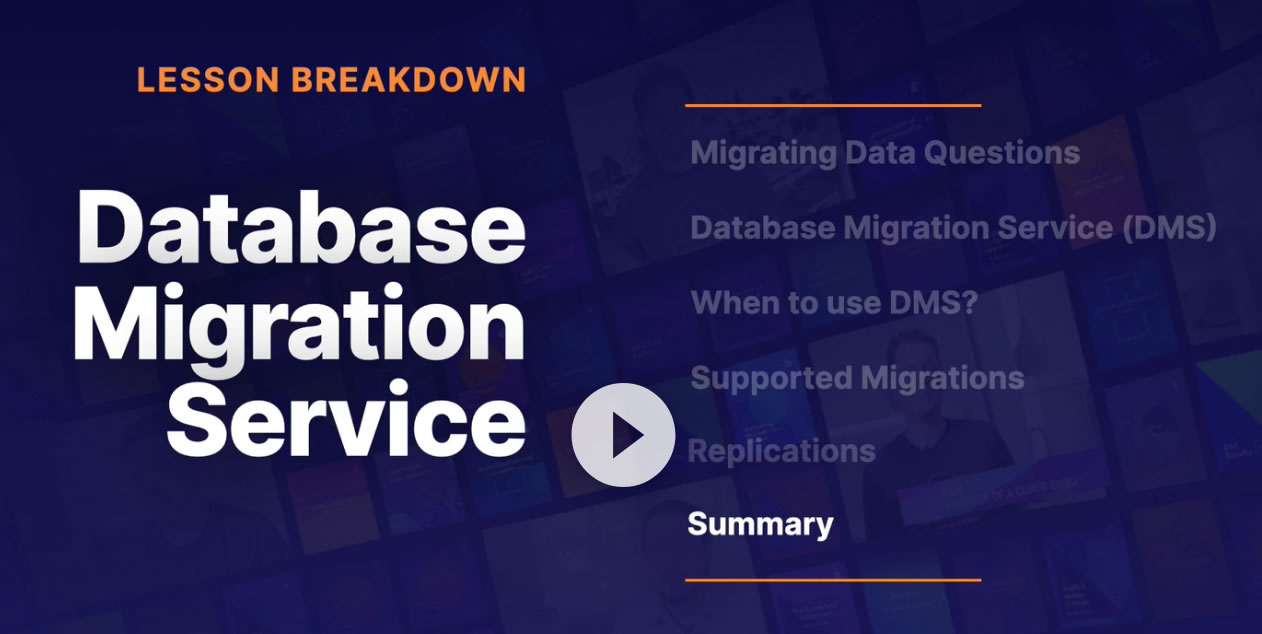 LESSON BREAKDOWN
Database
Migration
Service
Migrating Data Questions
Database Migration Service (DMS)
When to use DMS?
Supported Migrations
Replications
Summary